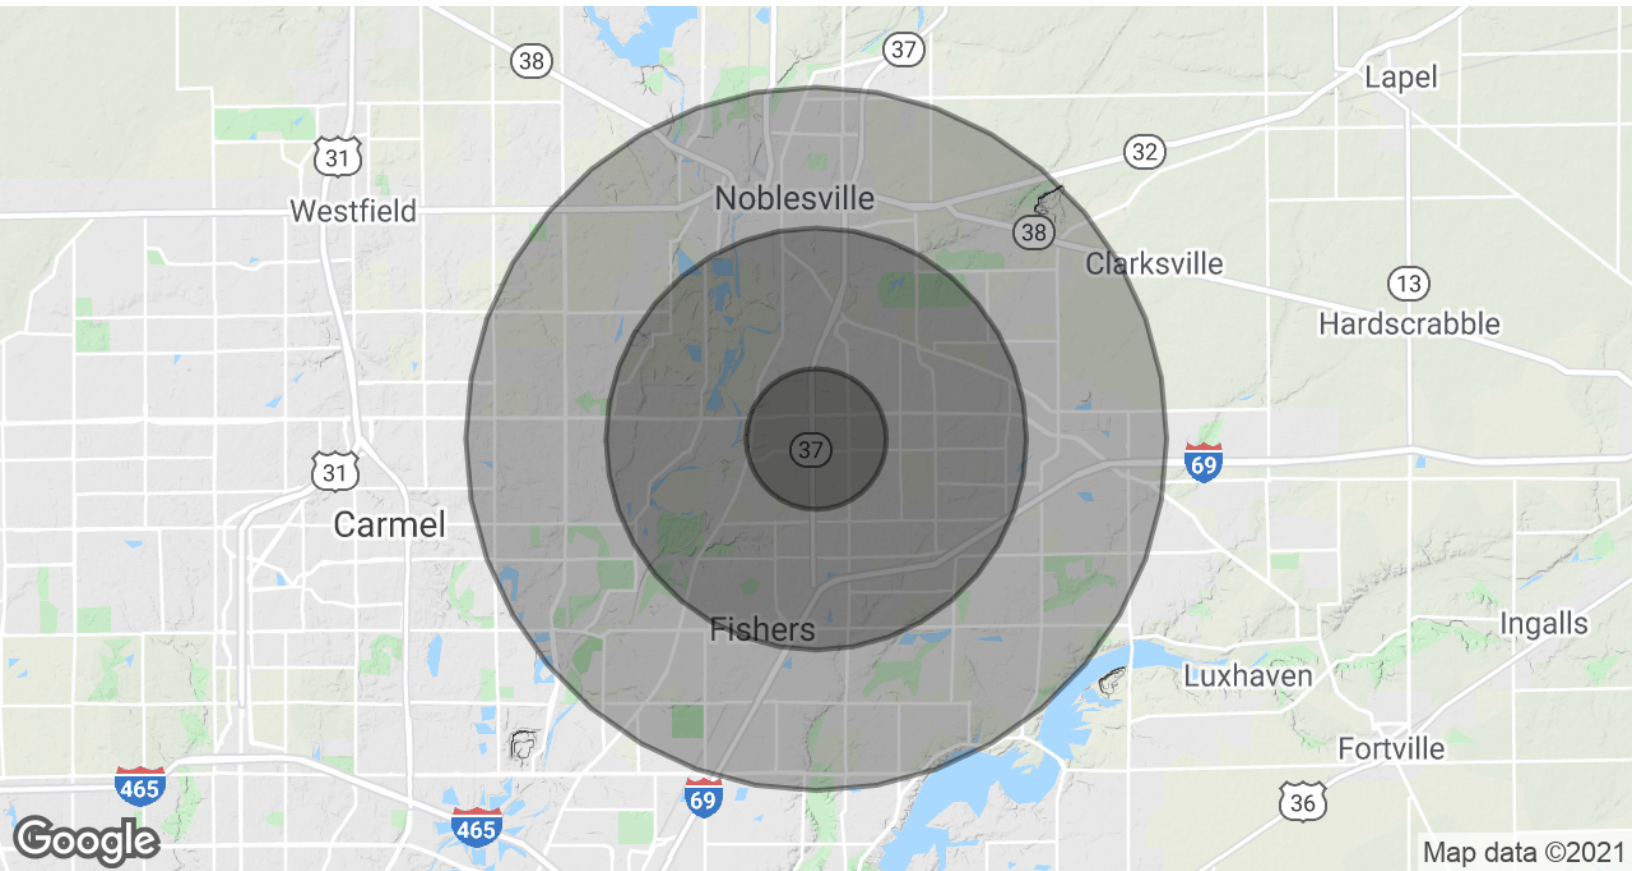 37
38
Lapel
32
31
Noblesville
Westfield
38
Clarksville
13
Hardscrabble
37
69
31
Carmel
Ingalls
Fishers
Luxhaven
Fortville
465
69
36
465
Google
Map data ©2021